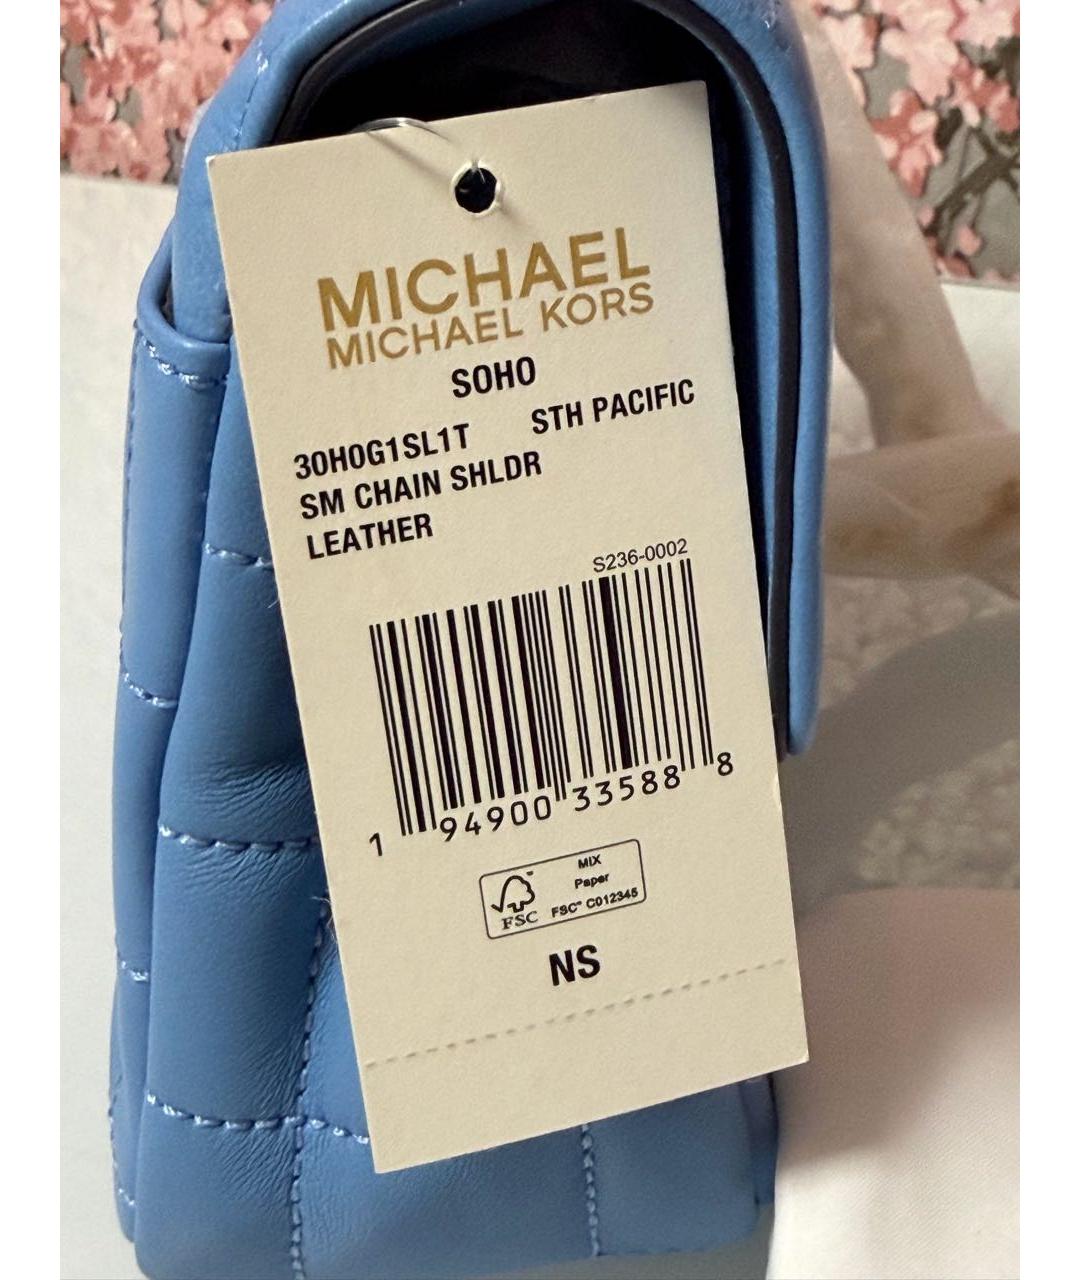 MICHAEL
MICHAEL KORS
SOHO
30H0G1SL1T STH PACIFIC
SM CHAIN SHLDR
LEATHER
S236-0002
1 94900 33588 8
FSC
MIX
Paper
FSC® C012345
NS